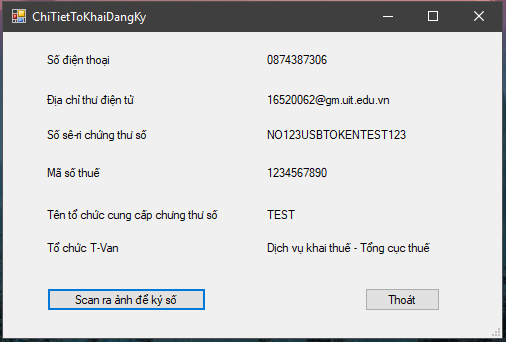 ChiTietToKhaiDangKy
Số điện thoại 0874387306
Địa chỉ thư điện tử 16520062@gm.uit.edu.vn
Số sê-ri chứng thư số NO123USBTOKENTEST123
Mã số thuế 1234567890
Tên tổ chức cung cấp chưng thư số TEST
Tổ chức T-Van Dịch vụ khai thuế - Tổng cục thuế
Scan ra ảnh để ký số Thoát